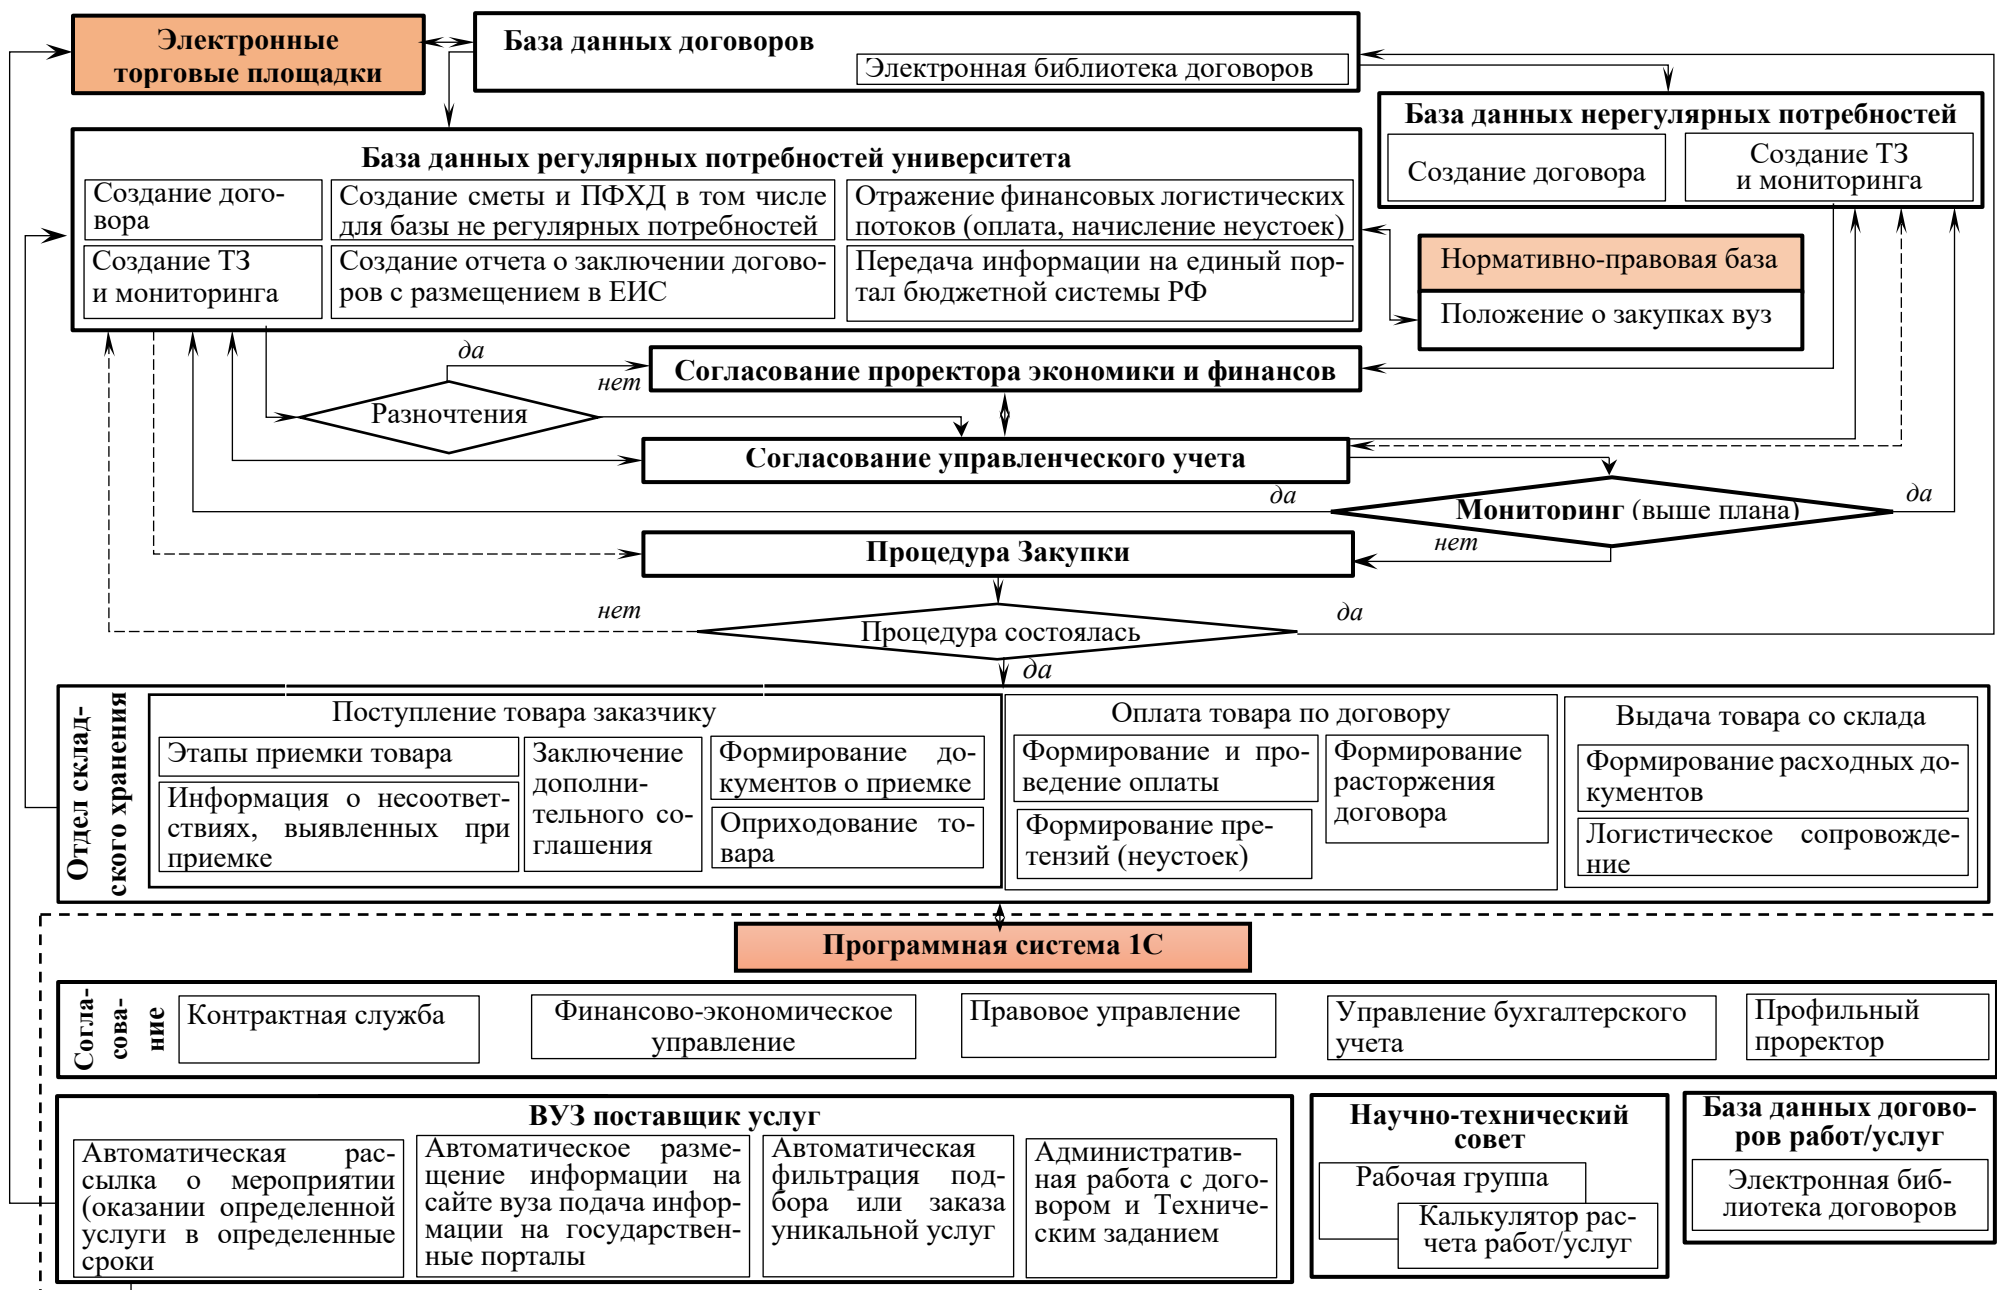 Электронные
торговые площадки
База данных договоров
Электронная библиотека договоров
База данных нерегулярных потребностей
Создание договора
Создание ТЗ
и мониторинга
База данных регулярных потребностей университета
Создание дого-
вора
Создание сметы и ПФХД в том числе
для базы не регулярных потребностей
Отражение финансовых логистических
потоков (оплата, начисление неустоек)
Создание ТЗ
и мониторинга
Создание отчета о заключении догово-
ров с размещением в ЕИС
Передача информации на единый пор-
тал бюджетной системы РФ
Нормативно-правовая база
Положение о закупках вуз
да
нет
Согласование проректора экономики и финансов
Разночтения
Согласование управленческого учета
да
Мониторинг (выше плана)
да
нет
Процедура Закупки
нет
Процедура состоялась
да
да
Отдел склад-
ского хранения
Поступление товара заказчику
Этапы приемки товара
Информация о несоответ-
ствиях, выявленных при
приемке
Заключение
дополни-
тельного со-
глашения
Формирование до-
кументов о приемке
Оприходование то-
вара
Оплата товара по договору
Формирование и про-
ведение оплаты
Формирование пре-
тензий (неустоек)
Формирование
расторжения
договора
Выдача товара со склада
Формирование расходных до-
кументов
Логистическое сопровожде-
ние
Программная система 1С
Согла-
сова-
ние
Контрактная служба
Финансово-экономическое
управление
Правовое управление
Управление бухгалтерского
учета
Профильный
проректор
ВУЗ поставщик услуг
Автоматическая рас-
сылка о мероприятии
(оказании определенной
услуги в определенные
сроки
Автоматическое разме-
щение информации на
сайте вуза подача инфор-
мации на государствен-
ные порталы
Автоматическая
фильтрация под-
бора или заказа
уникальной услуг
Административ-
ная работа с дого-
вором и Техниче-
ским заданием
Научно-технический
совет
Рабочая группа
Калькулятор рас-
чета работ/услуг
База данных догово-
ров работ/услуг
Электронная биб-
лиотека договоров